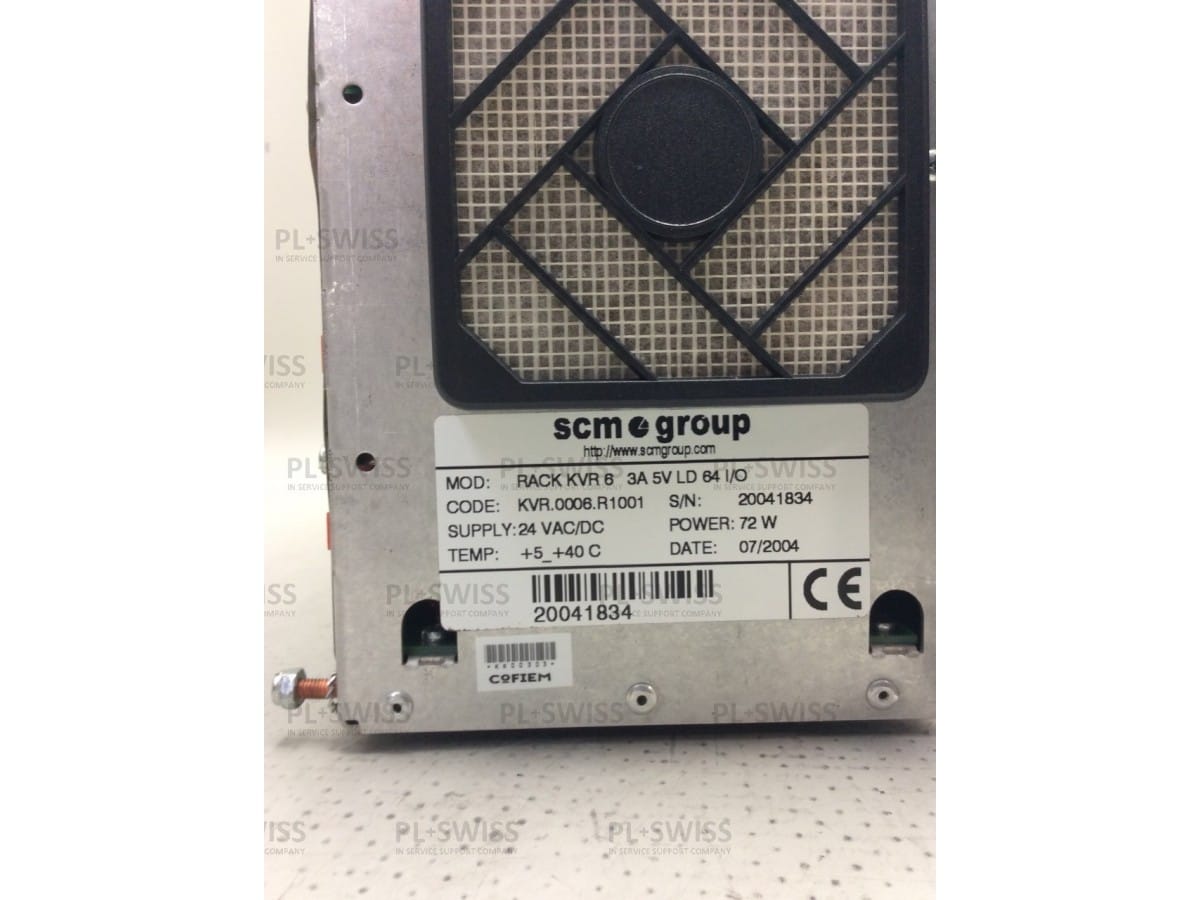 scm group
http://www.scmgroup.com
MOD: RACK KVR 6 3A 5V LD 64 I/O
CODE: KVR.0006.R1001 S/N: 20041834
SUPPLY: 24 VAC/DC POWER: 72 W
TEMP: +5_+40 C DATE: 07/2004
20041834
CE
COFIEM
PL+SWISS
IN SERVICE SUPPORT COMPANY